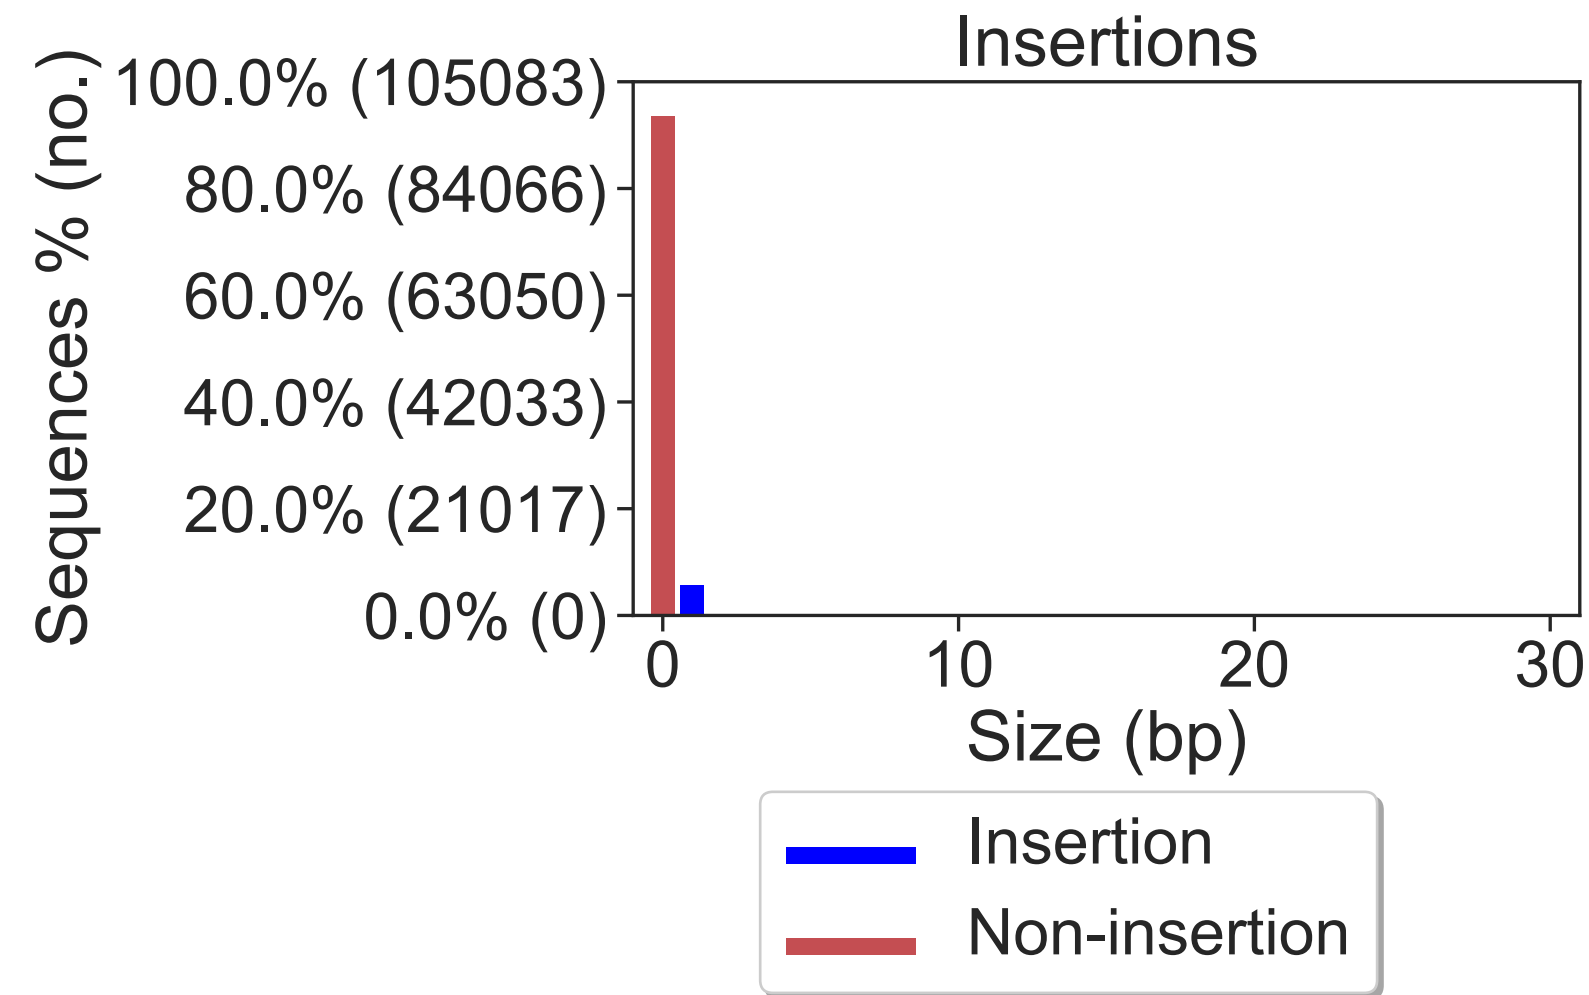 Insertions
Sequences % (no.)
100.0% (105083)
80.0% (84066)
60.0% (63050)
40.0% (42033)
20.0% (21017)
0.0% (0)
0 10 20 30
Size (bp)
Insertion
Non-insertion